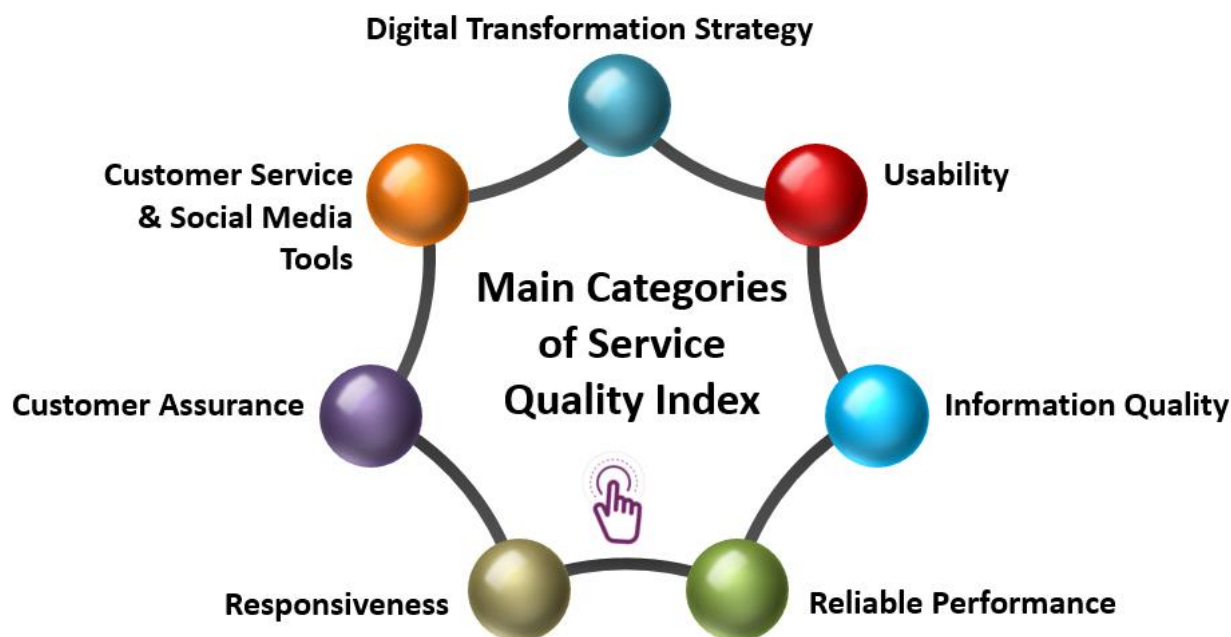 Digital Transformation Strategy
Customer Service
& Social Media
Tools
Usability
Main Categories
of Service
Quality Index
Customer Assurance
Information Quality
Responsiveness
Reliable Performance